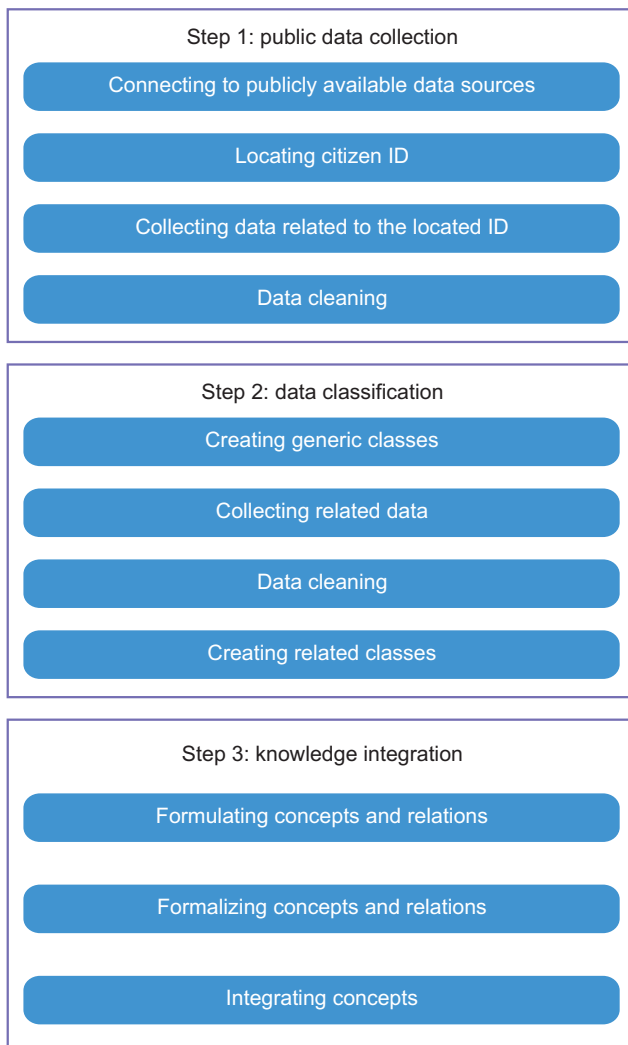 Step 1: public data collection
Connecting to publicly available data sources
Locating citizen ID
Collecting data related to the located ID
Data cleaning
Step 2: data classification
Creating generic classes
Collecting related data
Data cleaning
Creating related classes
Step 3: knowledge integration
Formulating concepts and relations
Formalizing concepts and relations
Integrating concepts